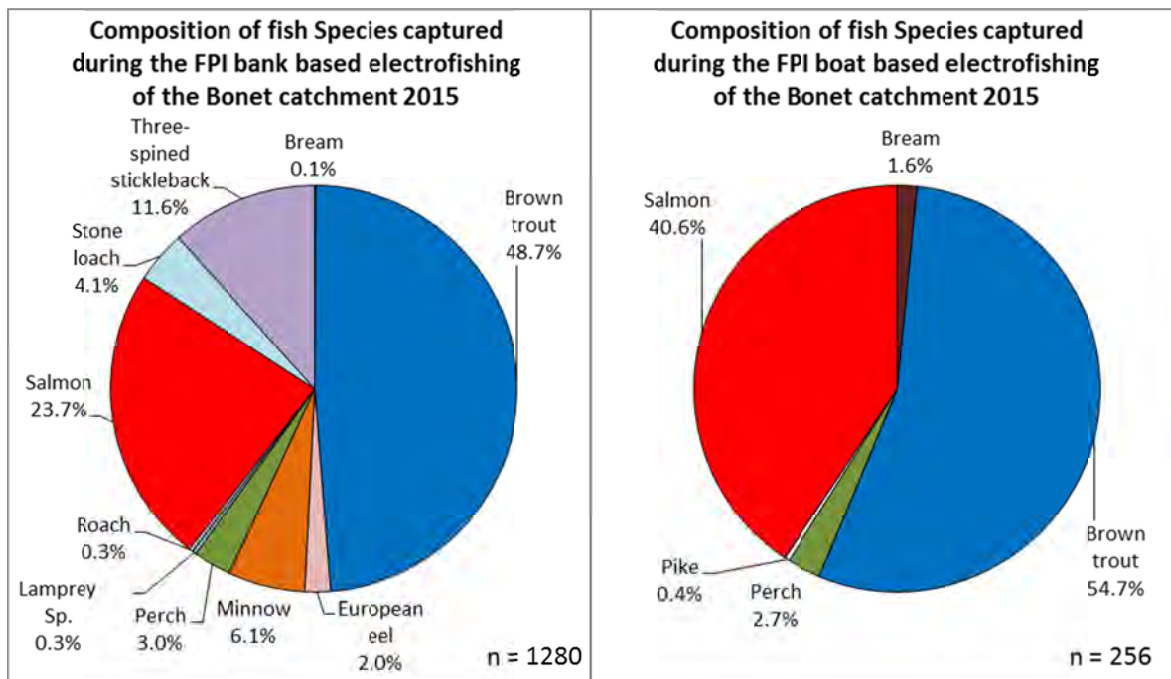 Composition of fish Species captured
during the FPI bank based electrofishing
of the Bonet catchment 2015
Three-
spined
stickleback
11.6%
Bream
0.1%
Brown
trout
48.7%
Stone
loach
4.1%
Salmon
23.7%
Roach
0.3%
Lamprey
Sp.
0.3%
Perch
3.0%
Minnow
6.1%
European
eel
2.0%
n = 1280
Composition of fish Species captured
during the FPI boat based electrofishing
of the Bonet catchment 2015
Bream
1.6%
Salmon
40.6%
Pike
0.4%
Perch
2.7%
Brown
trout
54.7%
n = 256